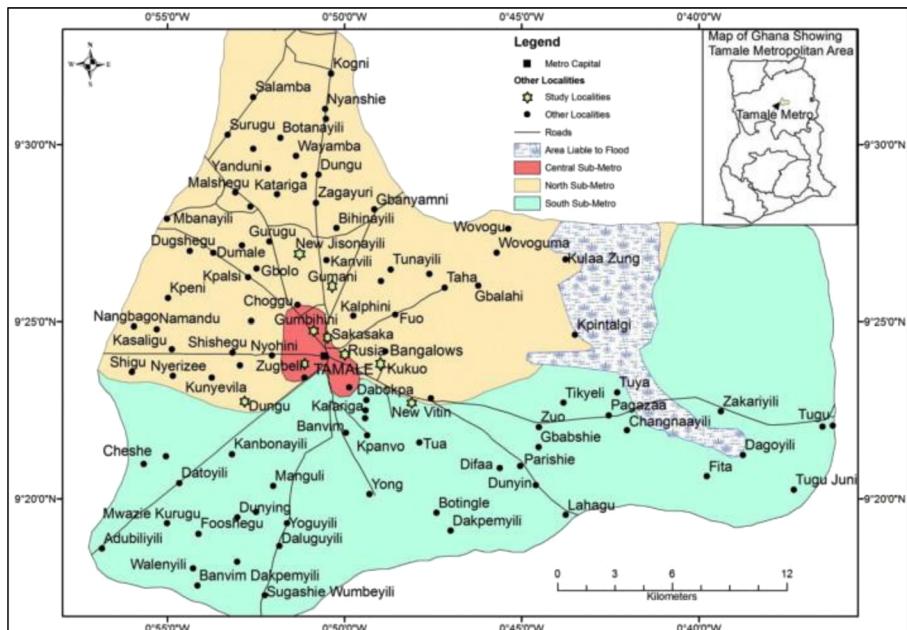 0°55'0"W 0°50'0"W 0°45'0"W 0°40'0"W
N
W E
S
Legend
Metro Capital
Other Localities
Study Localities
Other Localities
Roads
Area Liable to Flood
Central Sub-Metro
North Sub-Metro
South Sub-Metro
Map of Ghana Showing
Tamale Metropolitan Area
Tamale Metro
9°30'0"N 9°30'0"N
9°25'0"N 9°25'0"N
9°20'0"N 9°20'0"N
Kogni
Salamba
Nyanshie
Surugu
Botanayili
Wayamba
Yanduni
Dungu
Malshegu
Katariga
Zagayuri
Gbanyamni
Mbanayili
Bihinayili
Wovogu
Dugshegu
Gurugu
New Jisonayili
Wovoguma
Dumale
Kanvili
Tunayili
Kulaa Zung
Kpalsi
Gbolo
Gumani
Taha
Kpeni
Gbalahi
Choggu
Kalphini
Nangbago
Namandu
Gumbihini
Fuo
Sakasaka
Kpintalgi
Kasaligu
Shishegu
Nyohini
Rusia Bangalows
Shigu
Nyerizee
Zugbeli
TAMALE
Kukuo
Kunyevila
Dabokpa
Tuya
Dungu
Kalariga
New Vitin
Tikyeli
Pagazaa
Zakariyili
Banvim
Zuo
Changnaayili
Tugu
Kanbonayili
Kpanvo
Tua
Gbabshie
Cheshe
Dagoyili
Datoyili
Manguli
Difaa
Parishie
Fita
Yong
Dunyin
Tugu Juni
Mwazie Kurugu
Dunying
Botingle
Lahagu
Fooshegu
Yoguyili
Dakpemyili
Adubiliyili
Daluguyili
Walenyili
Banvim Dakpemyili
Sugashie Wumbeyili
0 3 6 9 12
Kilometers
0°55'0"W 0°50'0"W 0°45'0"W 0°40'0"W